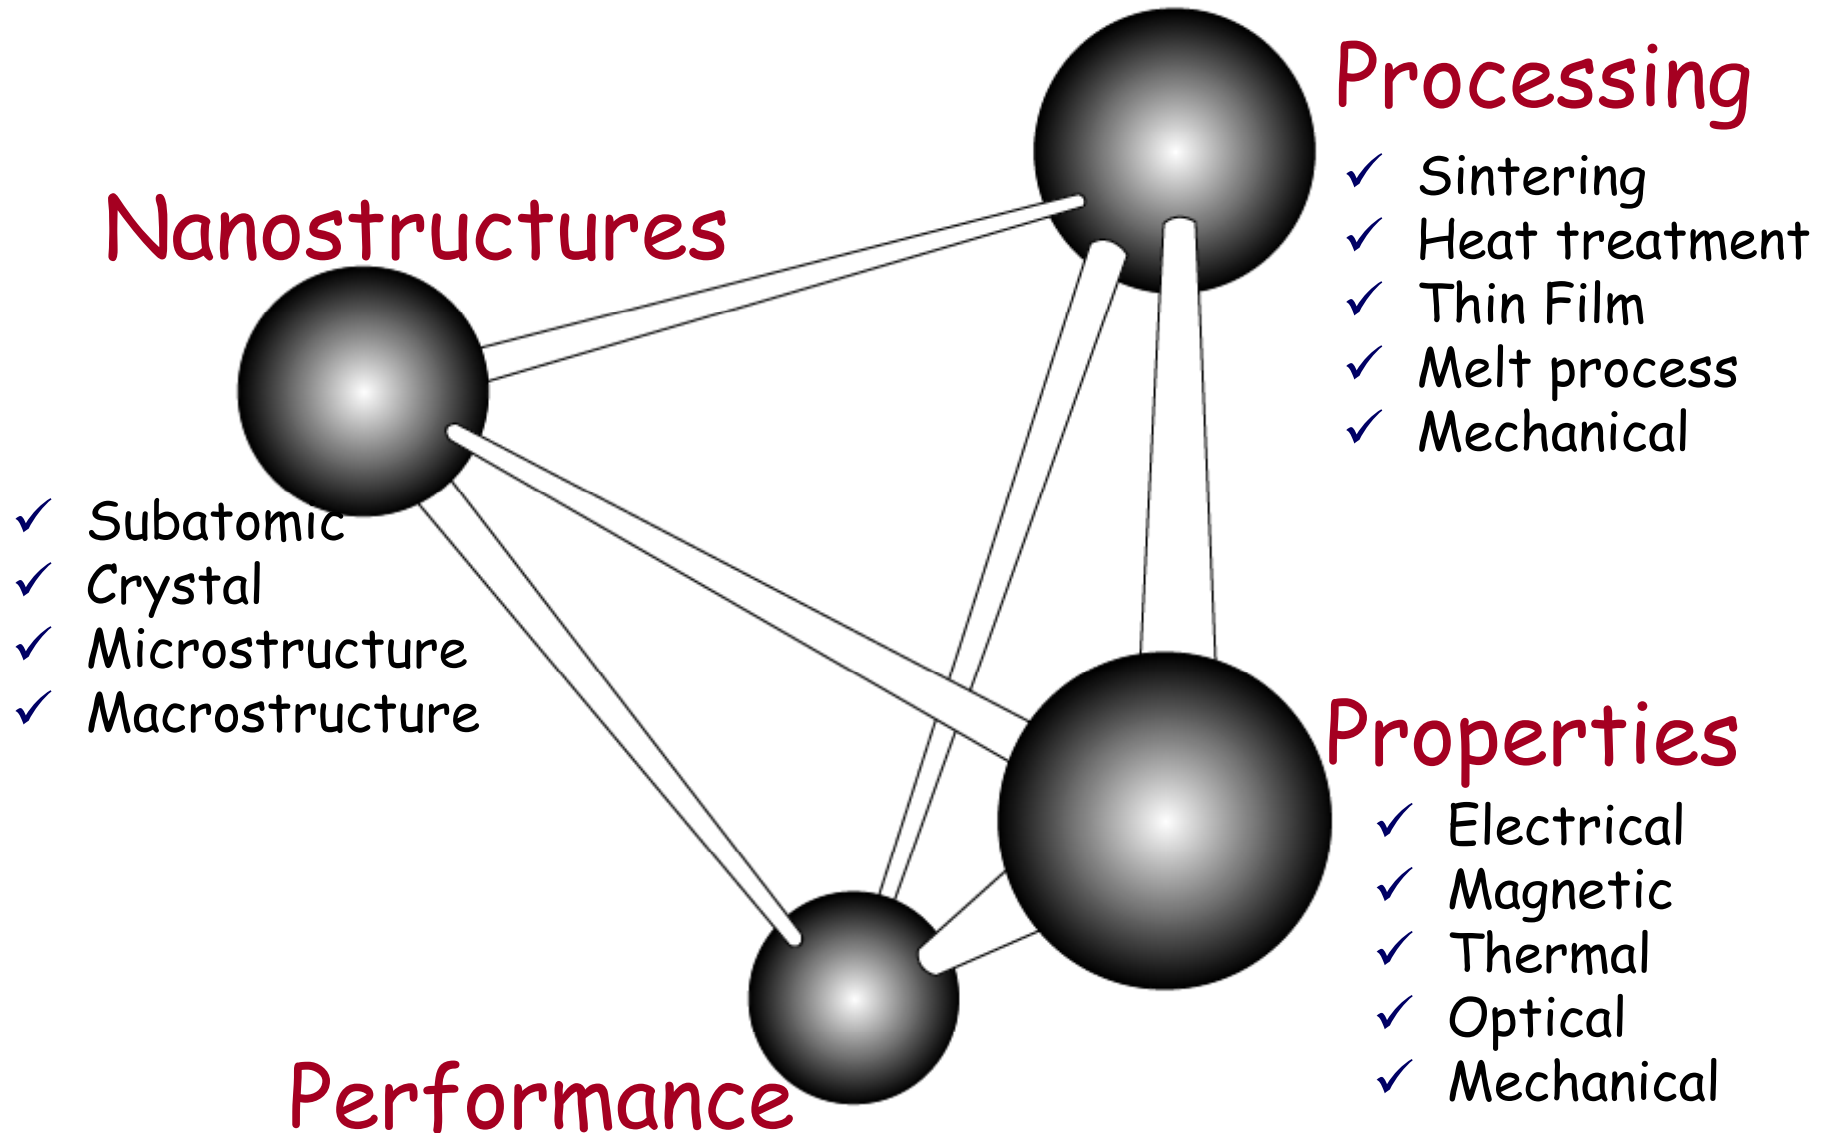 Processing
✓ Sintering
✓ Heat treatment
✓ Thin Film
✓ Melt process
✓ Mechanical
Nanostructures
✓ Subatomic
✓ Crystal
✓ Microstructure
✓ Macrostructure
Properties
✓ Electrical
✓ Magnetic
✓ Thermal
✓ Optical
✓ Mechanical
Performance